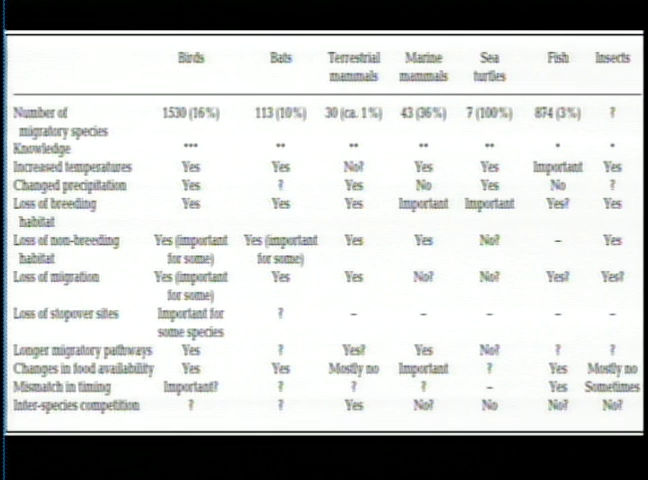 Birds Bats Terrestrial Marine Sea Fish Insects
mammals mammals turtles
Number of 1530 (16%) 113 (10%) 30 (ca. 1%) 43 (36%) 7 (100%) 874 (3%) ?
migratory species
Knowledge *** ** ** ** ** * *
Increased temperatures Yes Yes No? Yes Yes Important Yes
Changed precipitation Yes ? Yes No Yes No ?
Loss of breeding Yes Yes Yes Important Important Yes? Yes
habitat
Loss of non-breeding Yes (important Yes (important Yes Yes No? – Yes
habitat for some) for some)
Loss of migration Yes (important Yes Yes No? No? Yes? Yes?
for some)
Loss of stopover sites Important for ? – – – – –
some species
Longer migratory pathways Yes ? Yes? Yes No? ? ?
Changes in food availability Yes Yes Mostly no Important ? Yes Mostly no
Mismatch in timing Important? ? ? ? – Yes Sometimes
Inter-species competition ? ? Yes No? No No? No?